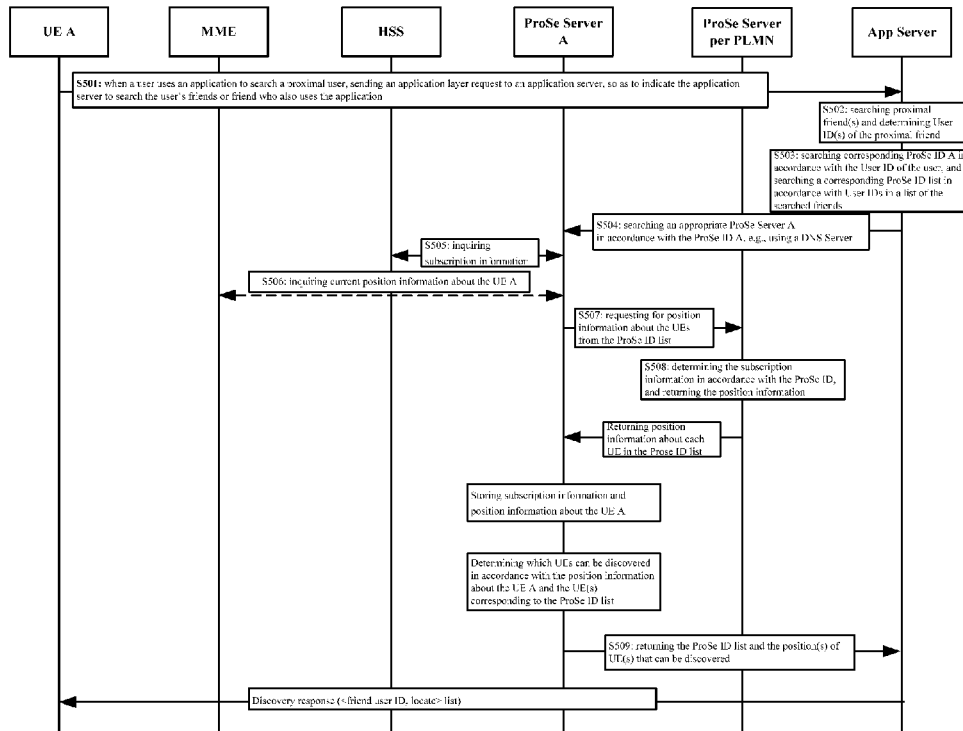 UE A
MME
HSS
ProSe Server
A
ProSe Server
per PLMN
App Server
S501: when a user uses an application to search a proximal user, sending an application layer request to an application server, so as to indicate the application
server to search the user's friends or friend who also uses the application
S502: searching proximal
friend(s) and determining User
ID(s) of the proximal
friend
S503: searching corresponding ProSe ID A in
accordance with the User ID of the user, and
searching a corresponding ProSe ID list in
accordance with User IDs in a list of the
searched friends
S504: searching an appropriate ProSe Server A
in accordance with the ProSe ID A, e.g., using a DNS Server
S505: inquiring
subscription information
S506: inquiring current position information about the UE A
S507: requesting for position
information about the UEs
from the ProSe ID list
S508: determining the subscription
information in accordance with the ProSe ID,
and returning the position information
Returning position
information about each
UE in the Prose ID list
Storing subscription information and
position information about the UE A
Determining which UEs can be discovered
in accordance with the position information
about the UE A and the UE(s)
corresponding to the ProSe ID list
S509: returning the ProSe ID list and the position(s) of
UE(s) that can be discovered
Discovery response (<friend user ID, locate> list)